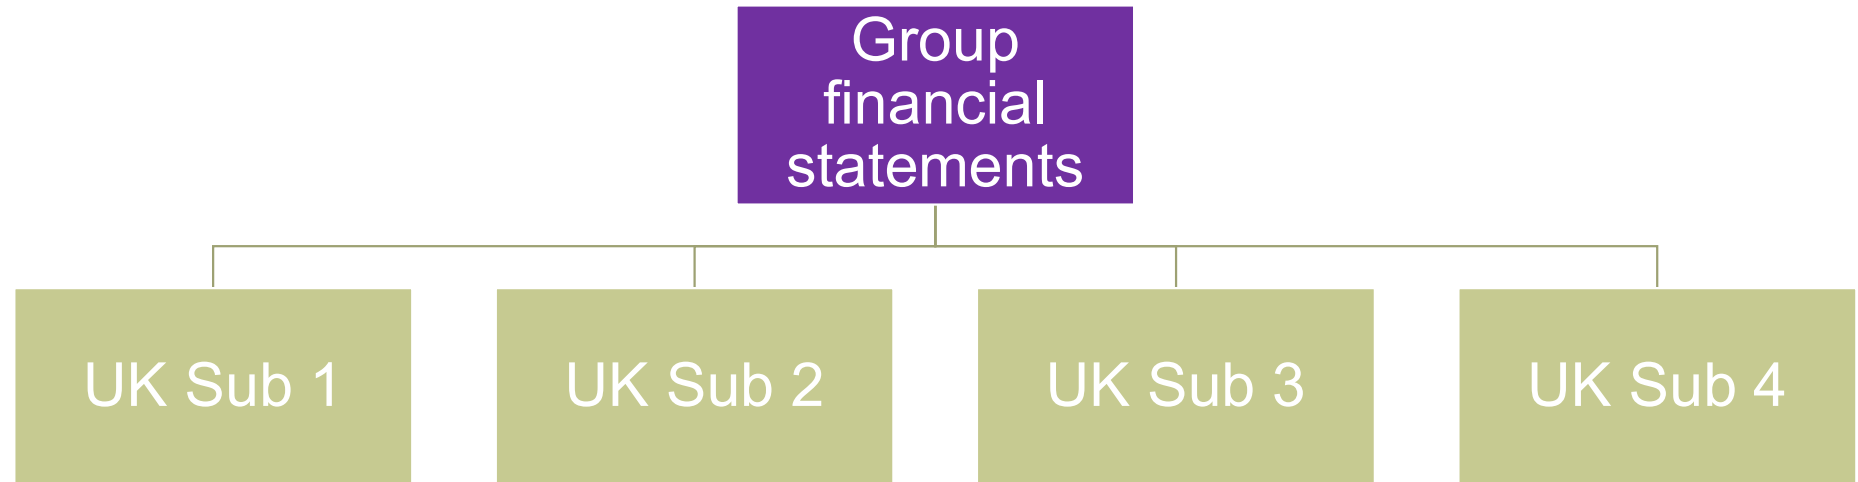 Group
financial
statements
UK Sub 1
UK Sub 2
UK Sub 3
UK Sub 4